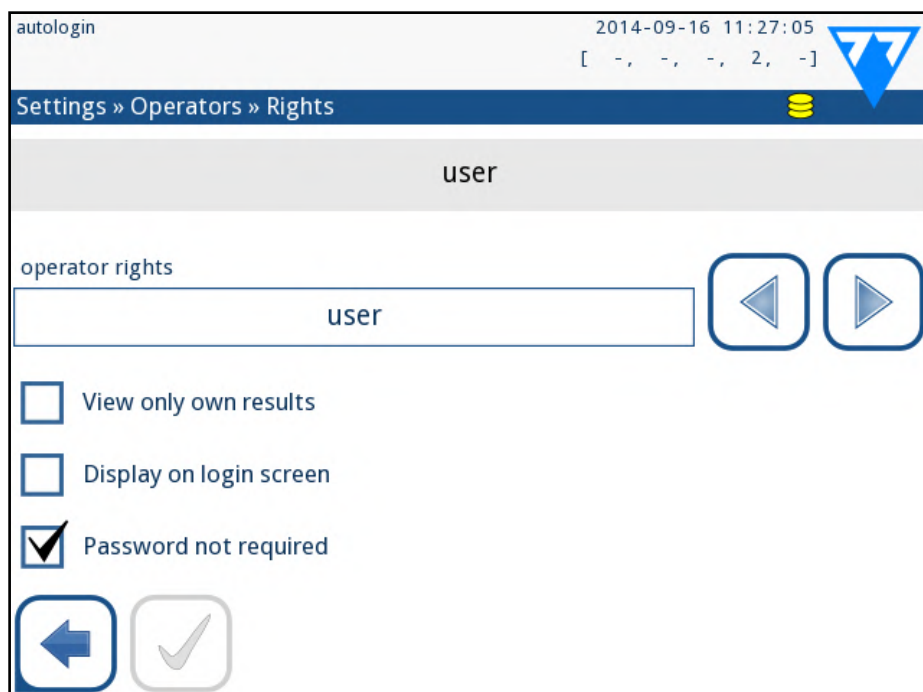 autologin
2014-09-16 11:27:05
[ -, -, -, 2, -]
Settings » Operators » Rights
user
operator rights
user
View only own results
Display on login screen
Password not required